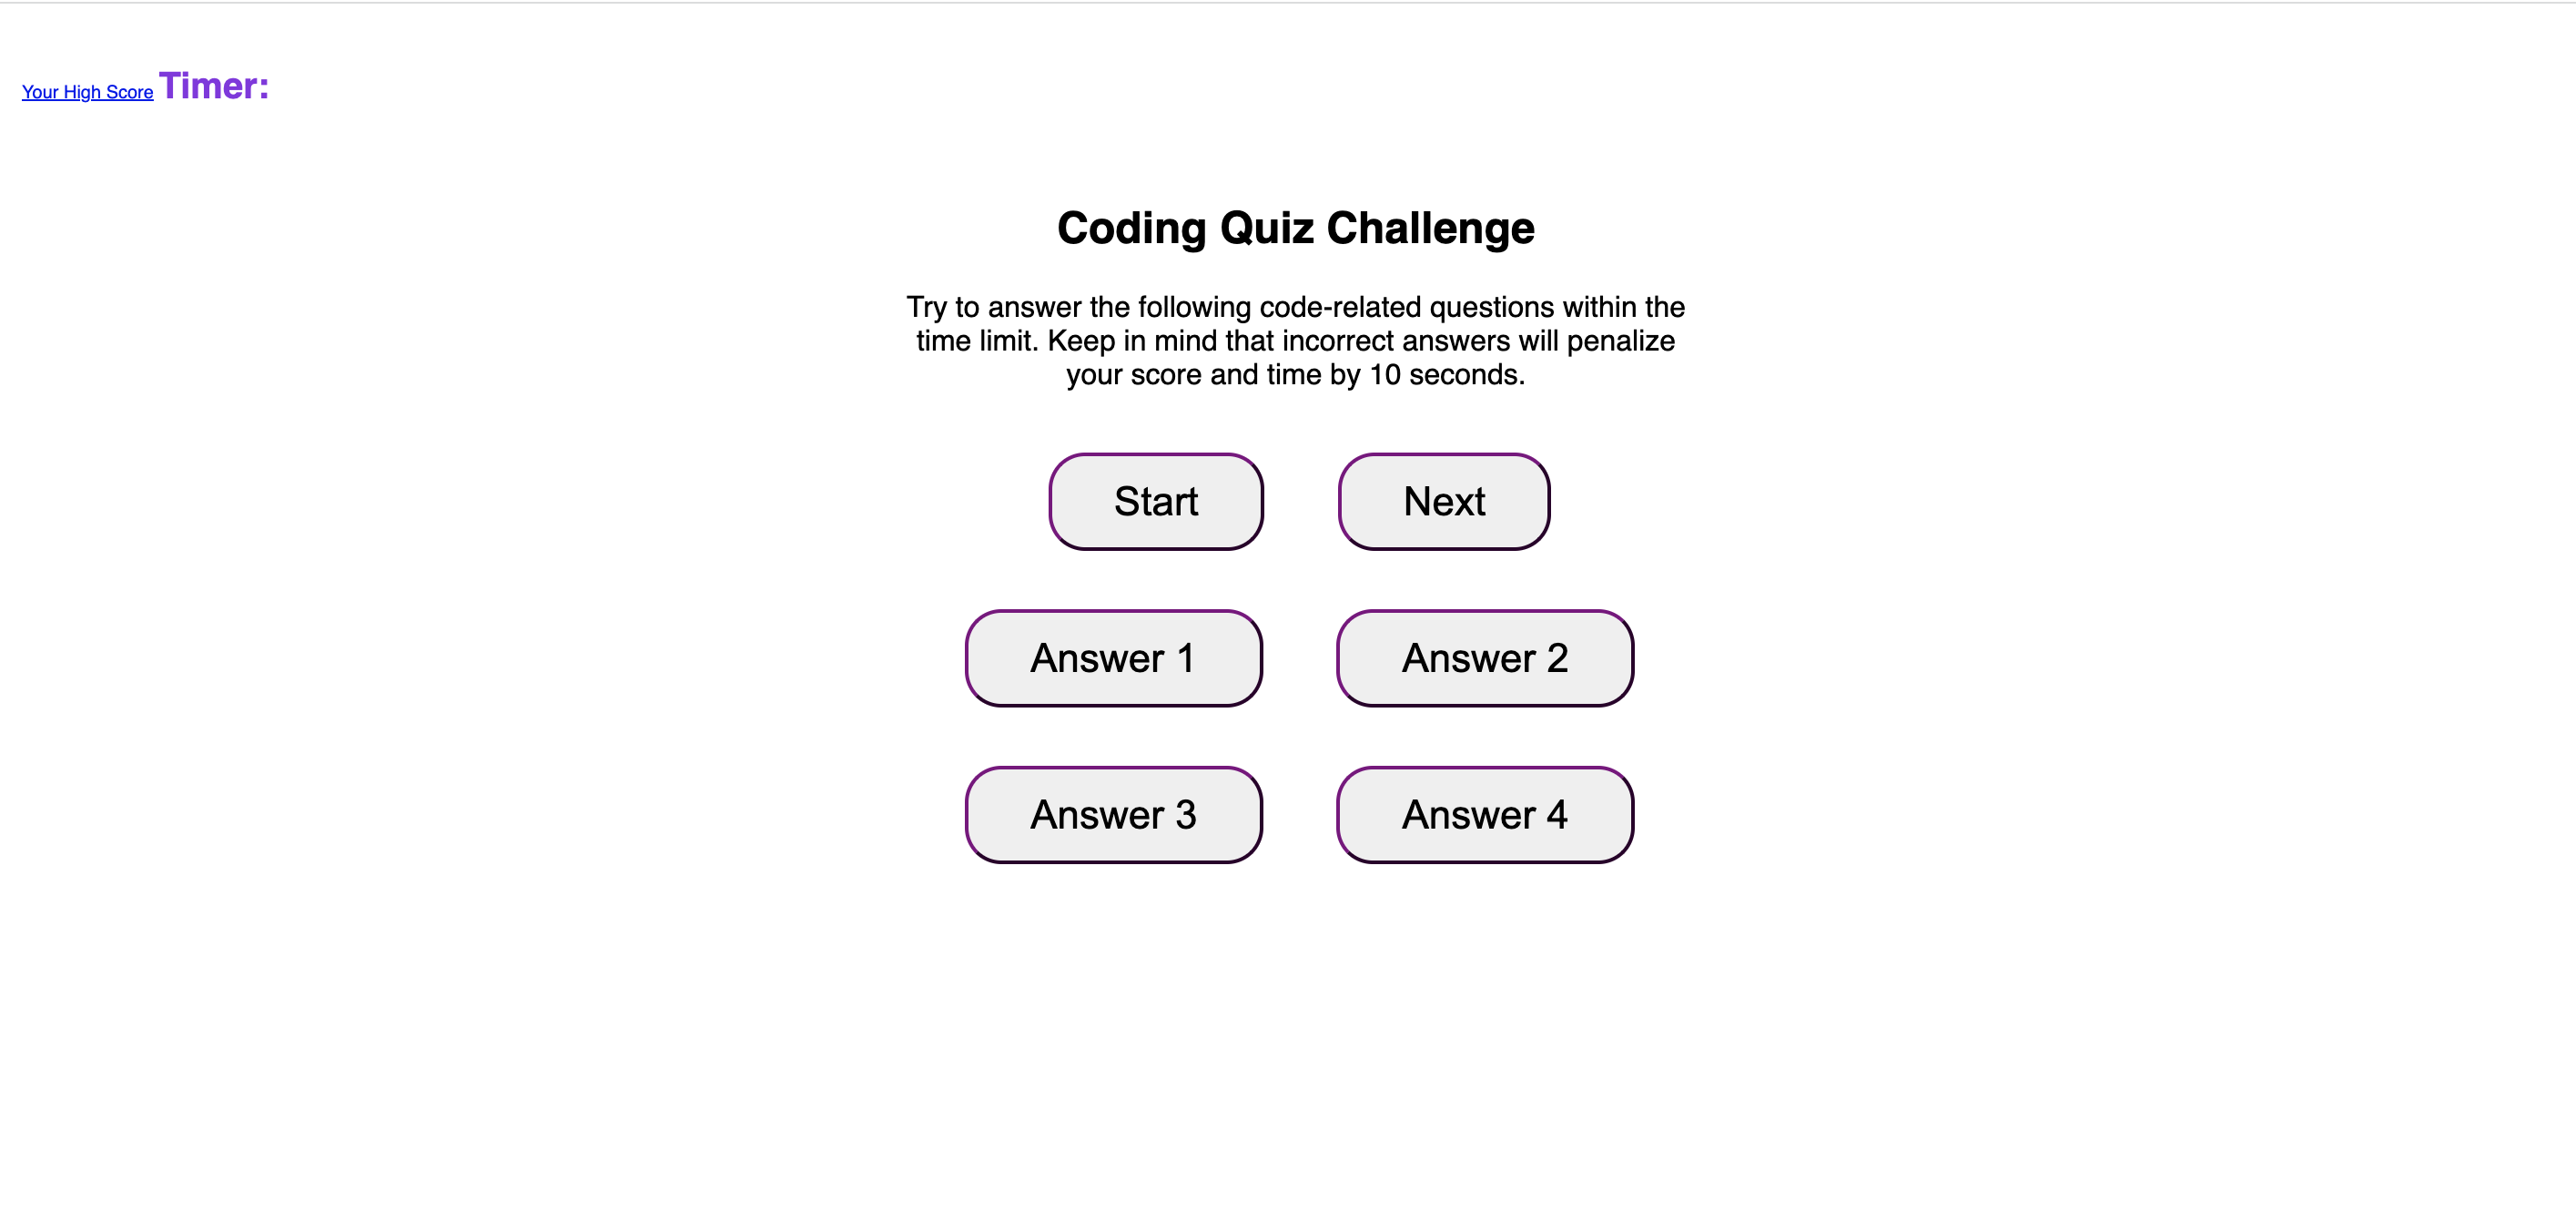 Your High Score Timer:
Coding Quiz Challenge
Try to answer the following code-related questions within the
time limit. Keep in mind that incorrect answers will penalize
your score and time by 10 seconds.
Start Next
Answer 1 Answer 2
Answer 3 Answer 4